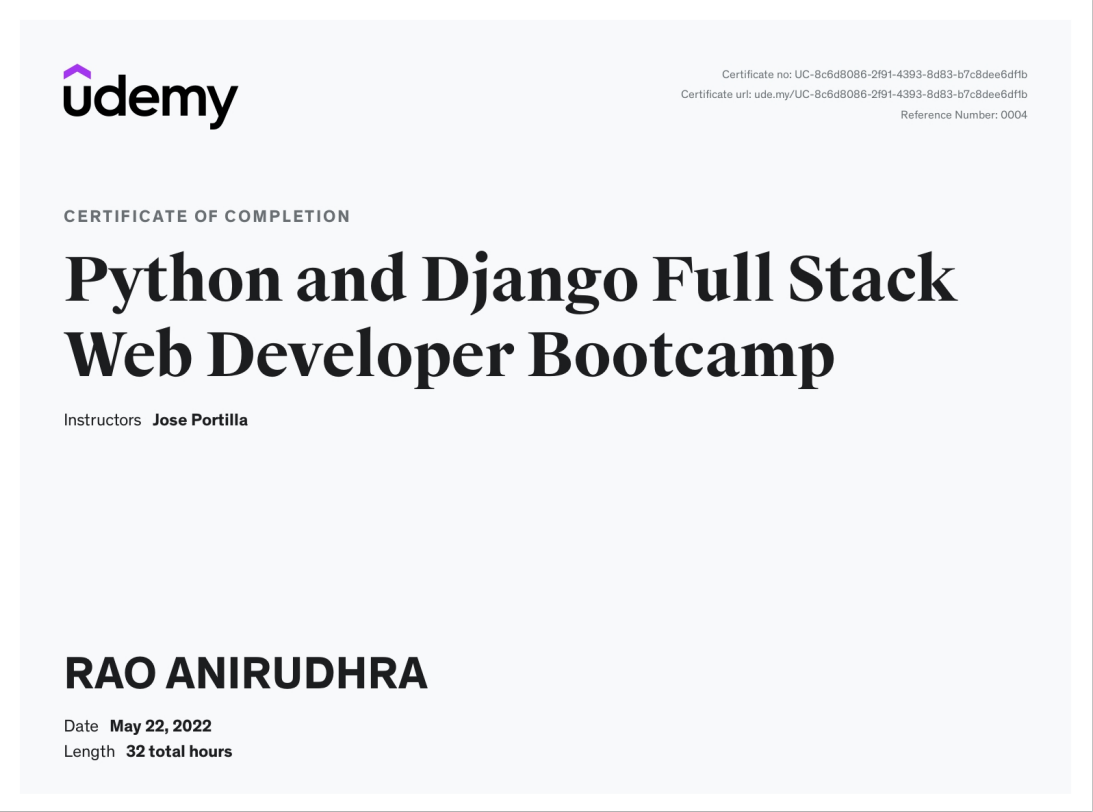 udemy
Certificate no: UC-8c6d8086-2f91-4393-8d83-b7c8dee6df1b
Certificate url: ude.my/UC-8c6d8086-2f91-4393-8d83-b7c8dee6df1b
Reference Number: 0004
CERTIFICATE OF COMPLETION
Python and Django Full Stack
Web Developer Bootcamp
Instructors Jose Portilla
RAO ANIRUDHRA
Date May 22, 2022
Length 32 total hours